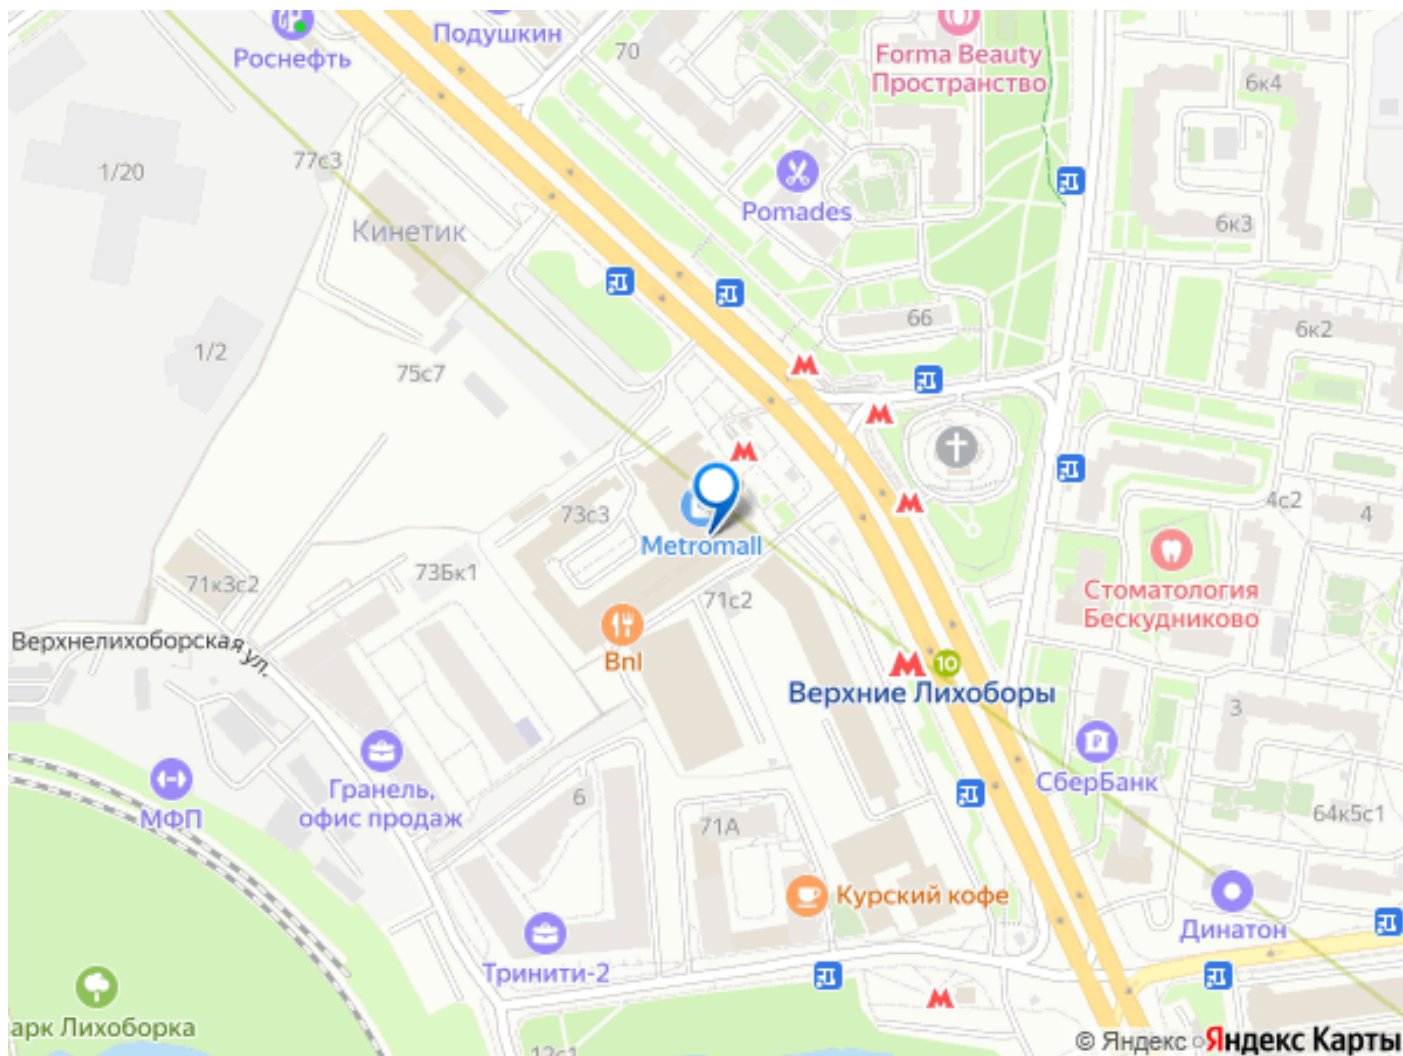 Подушкин
Роснефть
70
Forma Beauty
Пространство
6к4
77с3
1/20
Pomades
Кинетик
6к3
66
6к2
1/2
75с7
4с2
4
73с3
Metromall
73Бк1
71к3с2
71с2
Стоматология
Бескудниково
Верхнелихоборская ул.
Bnl
10
Верхние Лихоборы
3
СберБанк
Гранель,
офис продаж
МФП
6
71А
64к5с1
Курский кофе
Динатон
Тринити-2
арк Лихоборка
12с1
© Яндекс Яндекс Карты